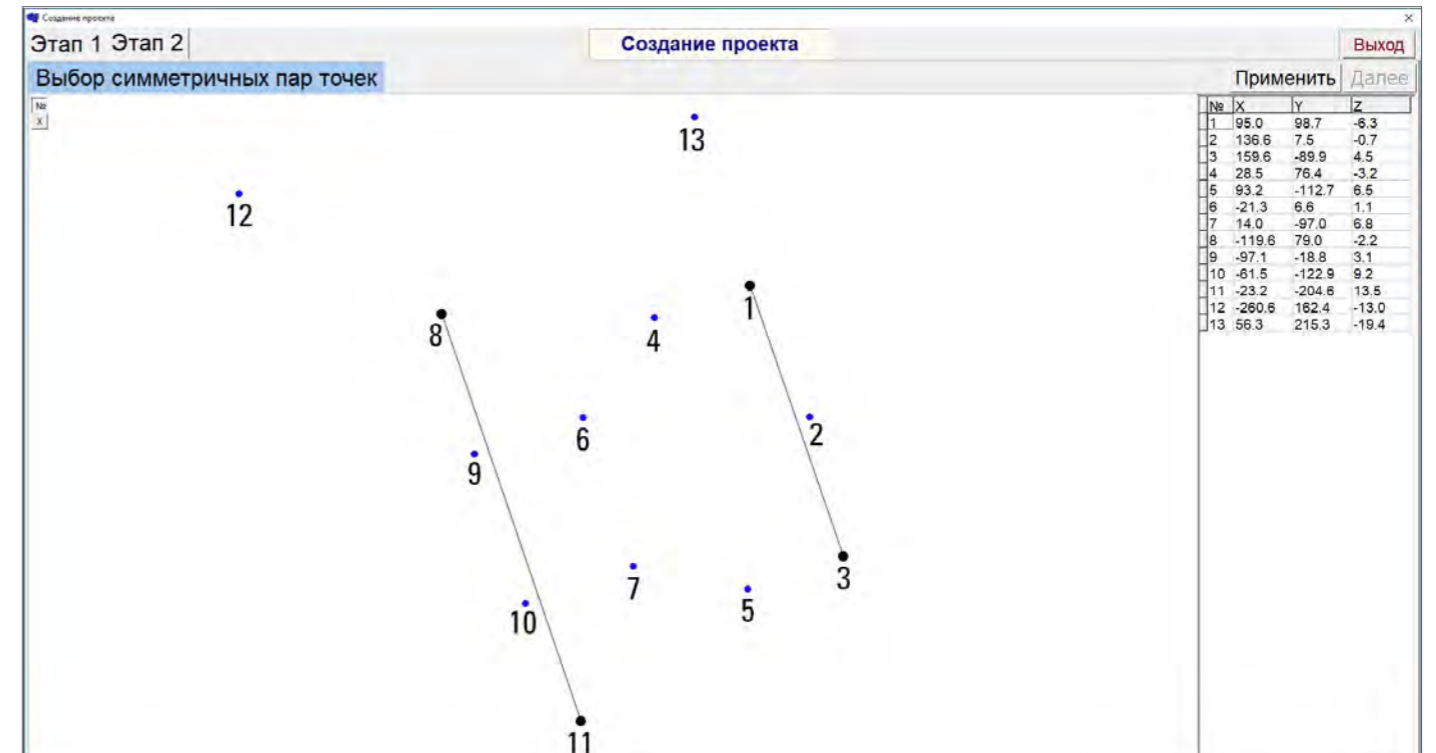 Создание проекта
Этап 1 Этап 2 Создание проекта Выход
Выбор симметричных пар точек Применить Далее
№
X
№ X Y Z
1 95.0 98.7 -6.3
2 136.6 7.5 -0.7
3 159.6 -89.9 4.5
4 28.5 76.4 -3.2
5 93.2 -112.7 6.5
6 -21.3 6.6 1.1
7 14.0 -97.0 6.8
8 -119.6 79.0 -2.2
9 -97.1 -18.8 3.1
10 -61.5 -122.9 9.2
11 -23.2 -204.6 13.5
12 -260.6 162.4 -13.0
13 56.3 215.3 -19.4
13
12
1
8
4
6
2
9
7
3
5
10
11